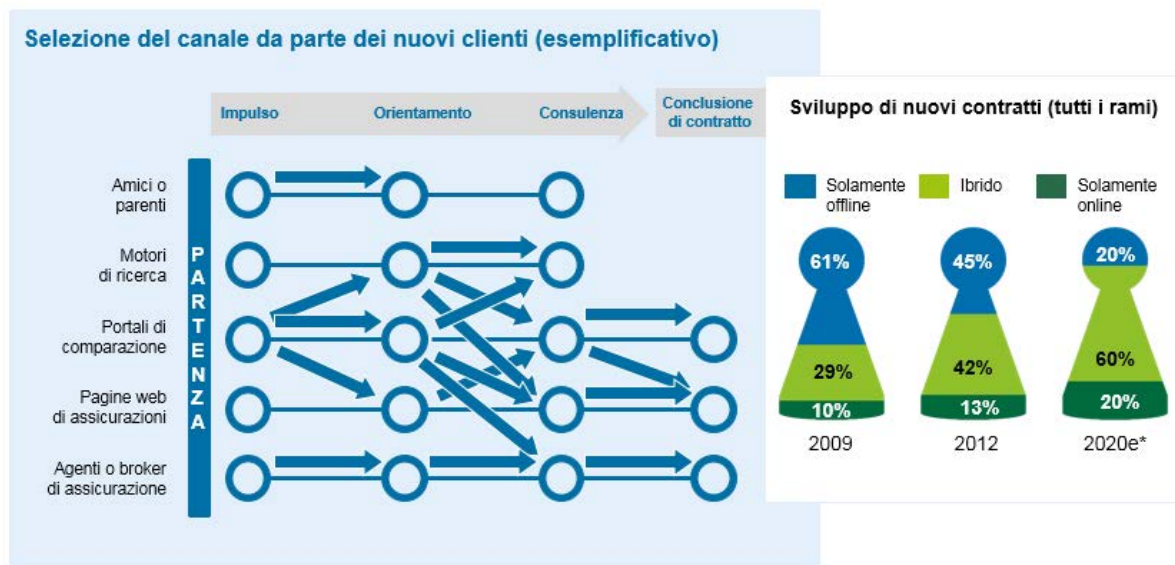 Selezione del canale da parte dei nuovi clienti (esemplificativo)
Impulso
Orientamento
Consulenza
Conclusione
di contratto
PARTENZA
Amici o
parenti
Motori
di ricerca
Portali di
comparazione
Pagine web
di assicurazioni
Agenti o broker
di assicurazione
Sviluppo di nuovi contratti (tutti i rami)
Solamente
offline
Ibrido
Solamente
online
61%
29%
10%
2009
45%
42%
13%
2012
20%
60%
20%
2020e*